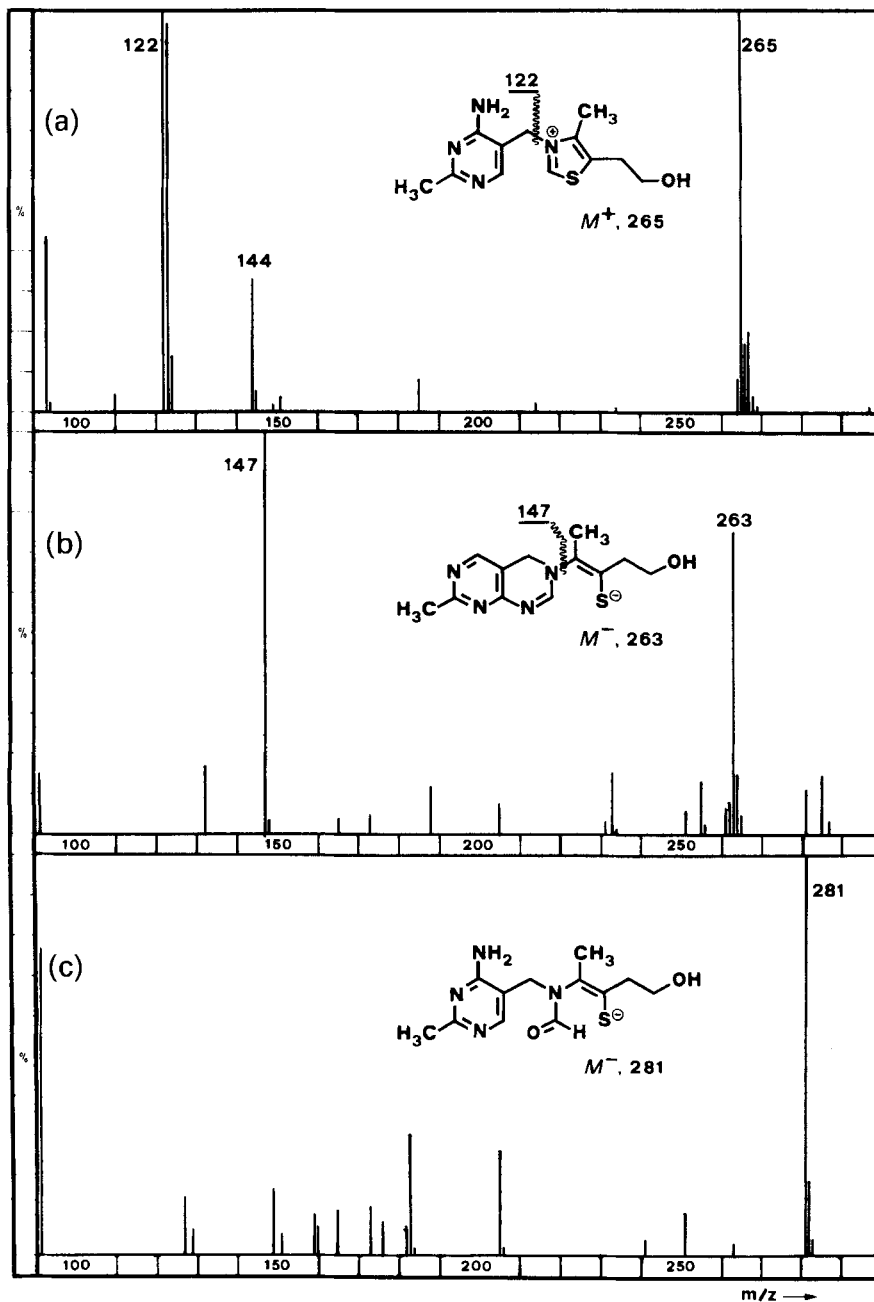 122
265
(a)
122
NH2
CH3
N
N
⊕
N
H3C
S
OH
M+, 265
%
144
100 150 200 250
147
(b)
147
CH3
263
OH
N
N
S⊖
H3C
N
N
M−, 263
%
100 150 200 250
281
(c)
NH2
CH3
OH
N
N
S⊖
H3C
N
O
H
M−, 281
%
100 150 200 250
m/z →